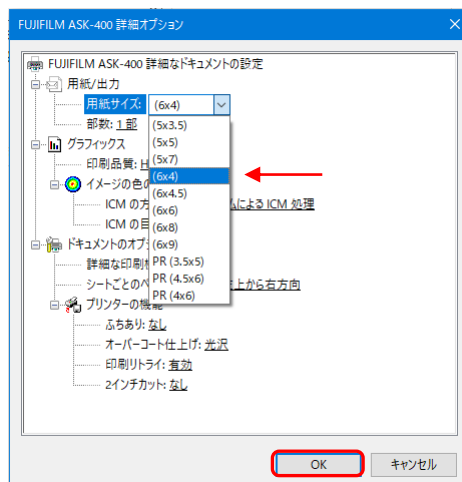 FUJIFILM ASK-400 詳細オプション
FUJIFILM ASK-400 詳細なドキュメントの設定
用紙/出力
用紙サイズ: (6x4)
部数: 1 部
(5x3.5)
(5x5)
(5x7)
(6x4)
(6x4.5)
(6x6)
(6x8)
(6x9)
PR (3.5x5)
PR (4.5x6)
PR (4x6)
グラフィックス
印刷品質: H
イメージの色の
ICM の方 による ICM 処理
ICM の目
ドキュメントのオプ
詳細な印刷
シートごとのペ 上から右方向
プリンターの機能
ふちあり: なし
オーバーコート仕上げ: 光沢
印刷リトライ: 有効
2インチカット: なし
OK
キャンセル